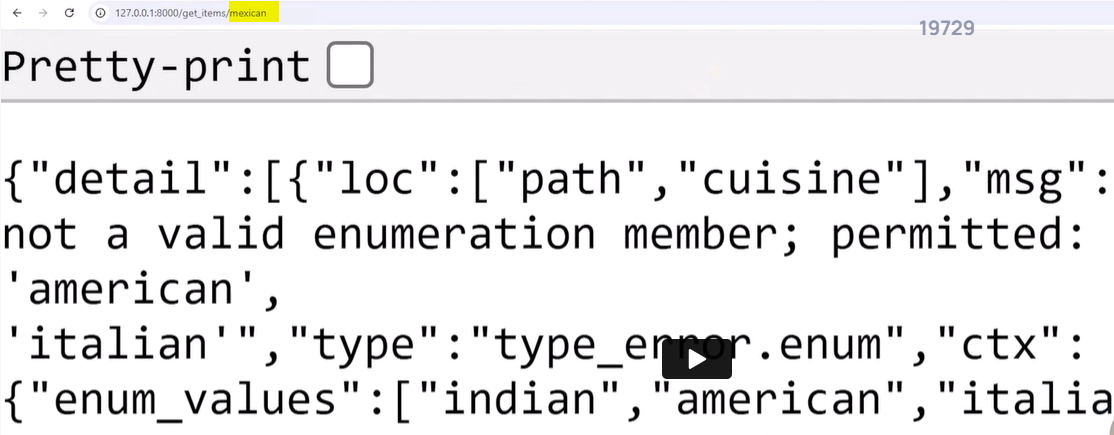 127.0.0.1:8000/get_items/mexican
19729
Pretty-print
{"detail":[{"loc":["path","cuisine"],"msg":
not a valid enumeration member; permitted:
'american',
'italian'","type":"type_error.enum","ctx":
{"enum_values":["indian","american","italia